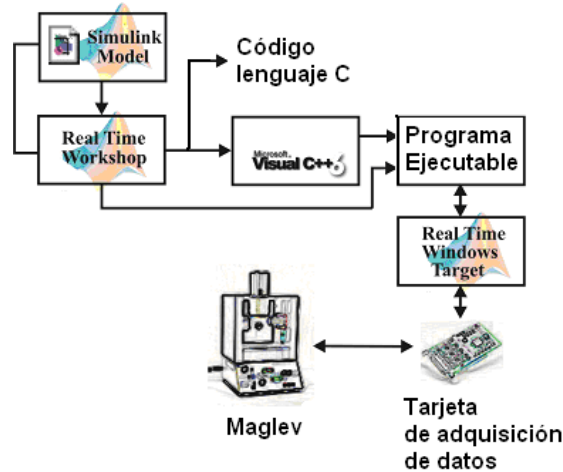 Simulink
Model
Código
lenguaje C
Real Time
Workshop
Microsoft
Visual C++ 6
Programa
Ejecutable
Real Time
Windows
Target
Maglev
Tarjeta
de adquisición
de datos